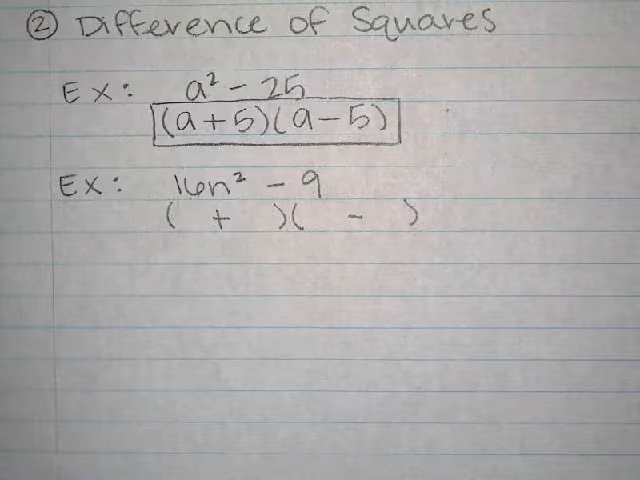 ② Difference of Squares
Ex: a² - 25
(a+5)(a-5)
Ex: 16n² - 9
( + )( - )